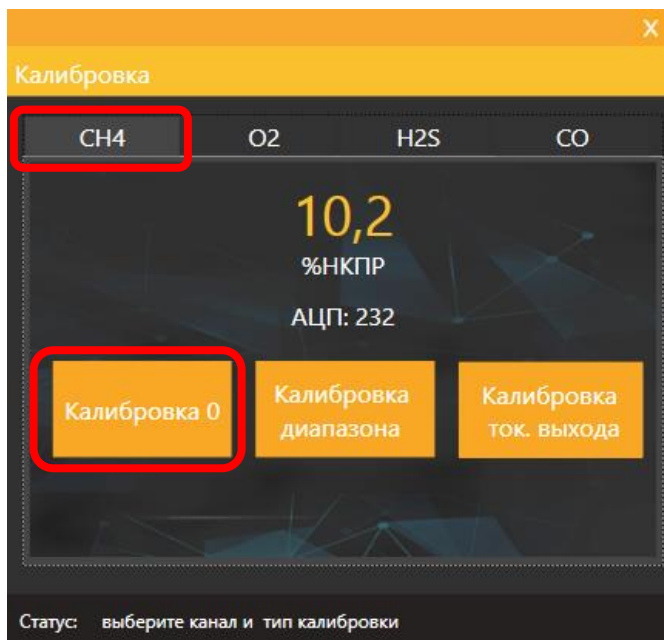 X
Калибровка
CH4 O2 H2S CO
10,2
%НКПР
АЦП: 232
Калибровка 0
Калибровка
диапазона
Калибровка
ток. выхода
Статус: выберите канал и тип калибровки